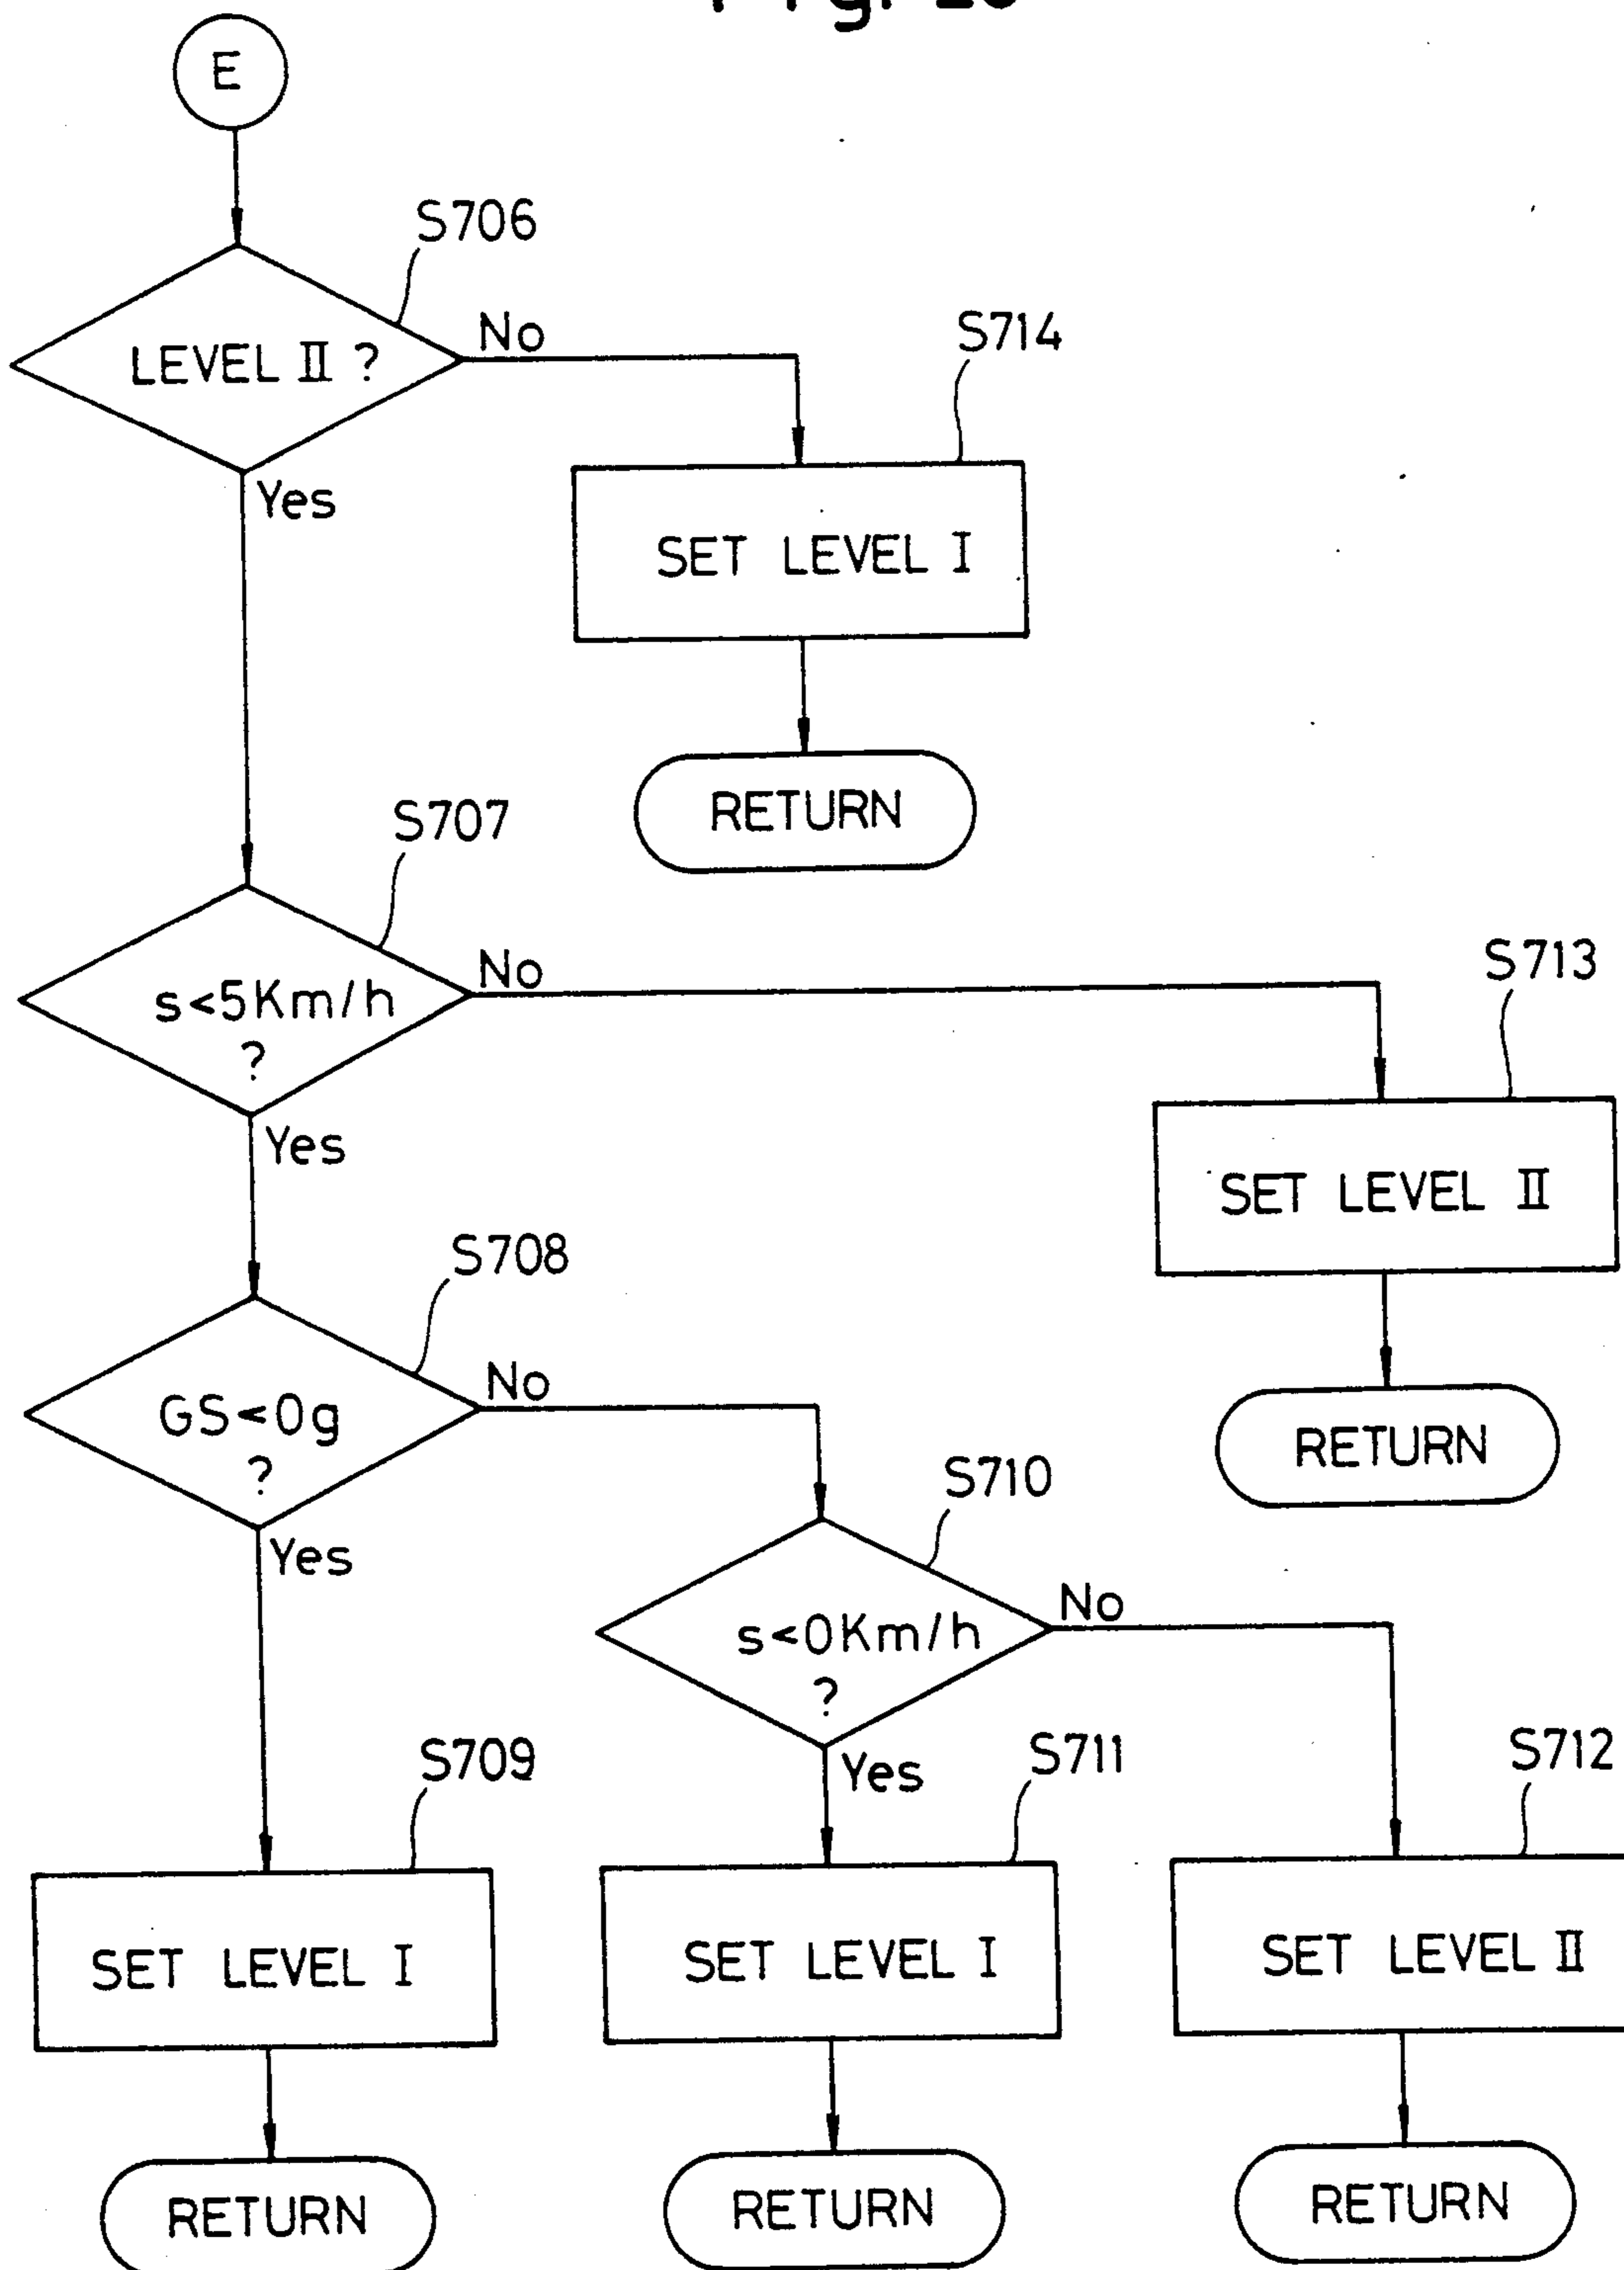 E
S706
LEVEL II ?
No
S714
Yes
SET LEVEL I
RETURN
S707
No
s<5Km/h
?
S713
Yes
SET LEVEL II
RETURN
S708
No
GS<0g
?
S710
Yes
No
s<0Km/h
?
S709
Yes
S711
S712
SET LEVEL I
SET LEVEL I
SET LEVEL II
RETURN
RETURN
RETURN